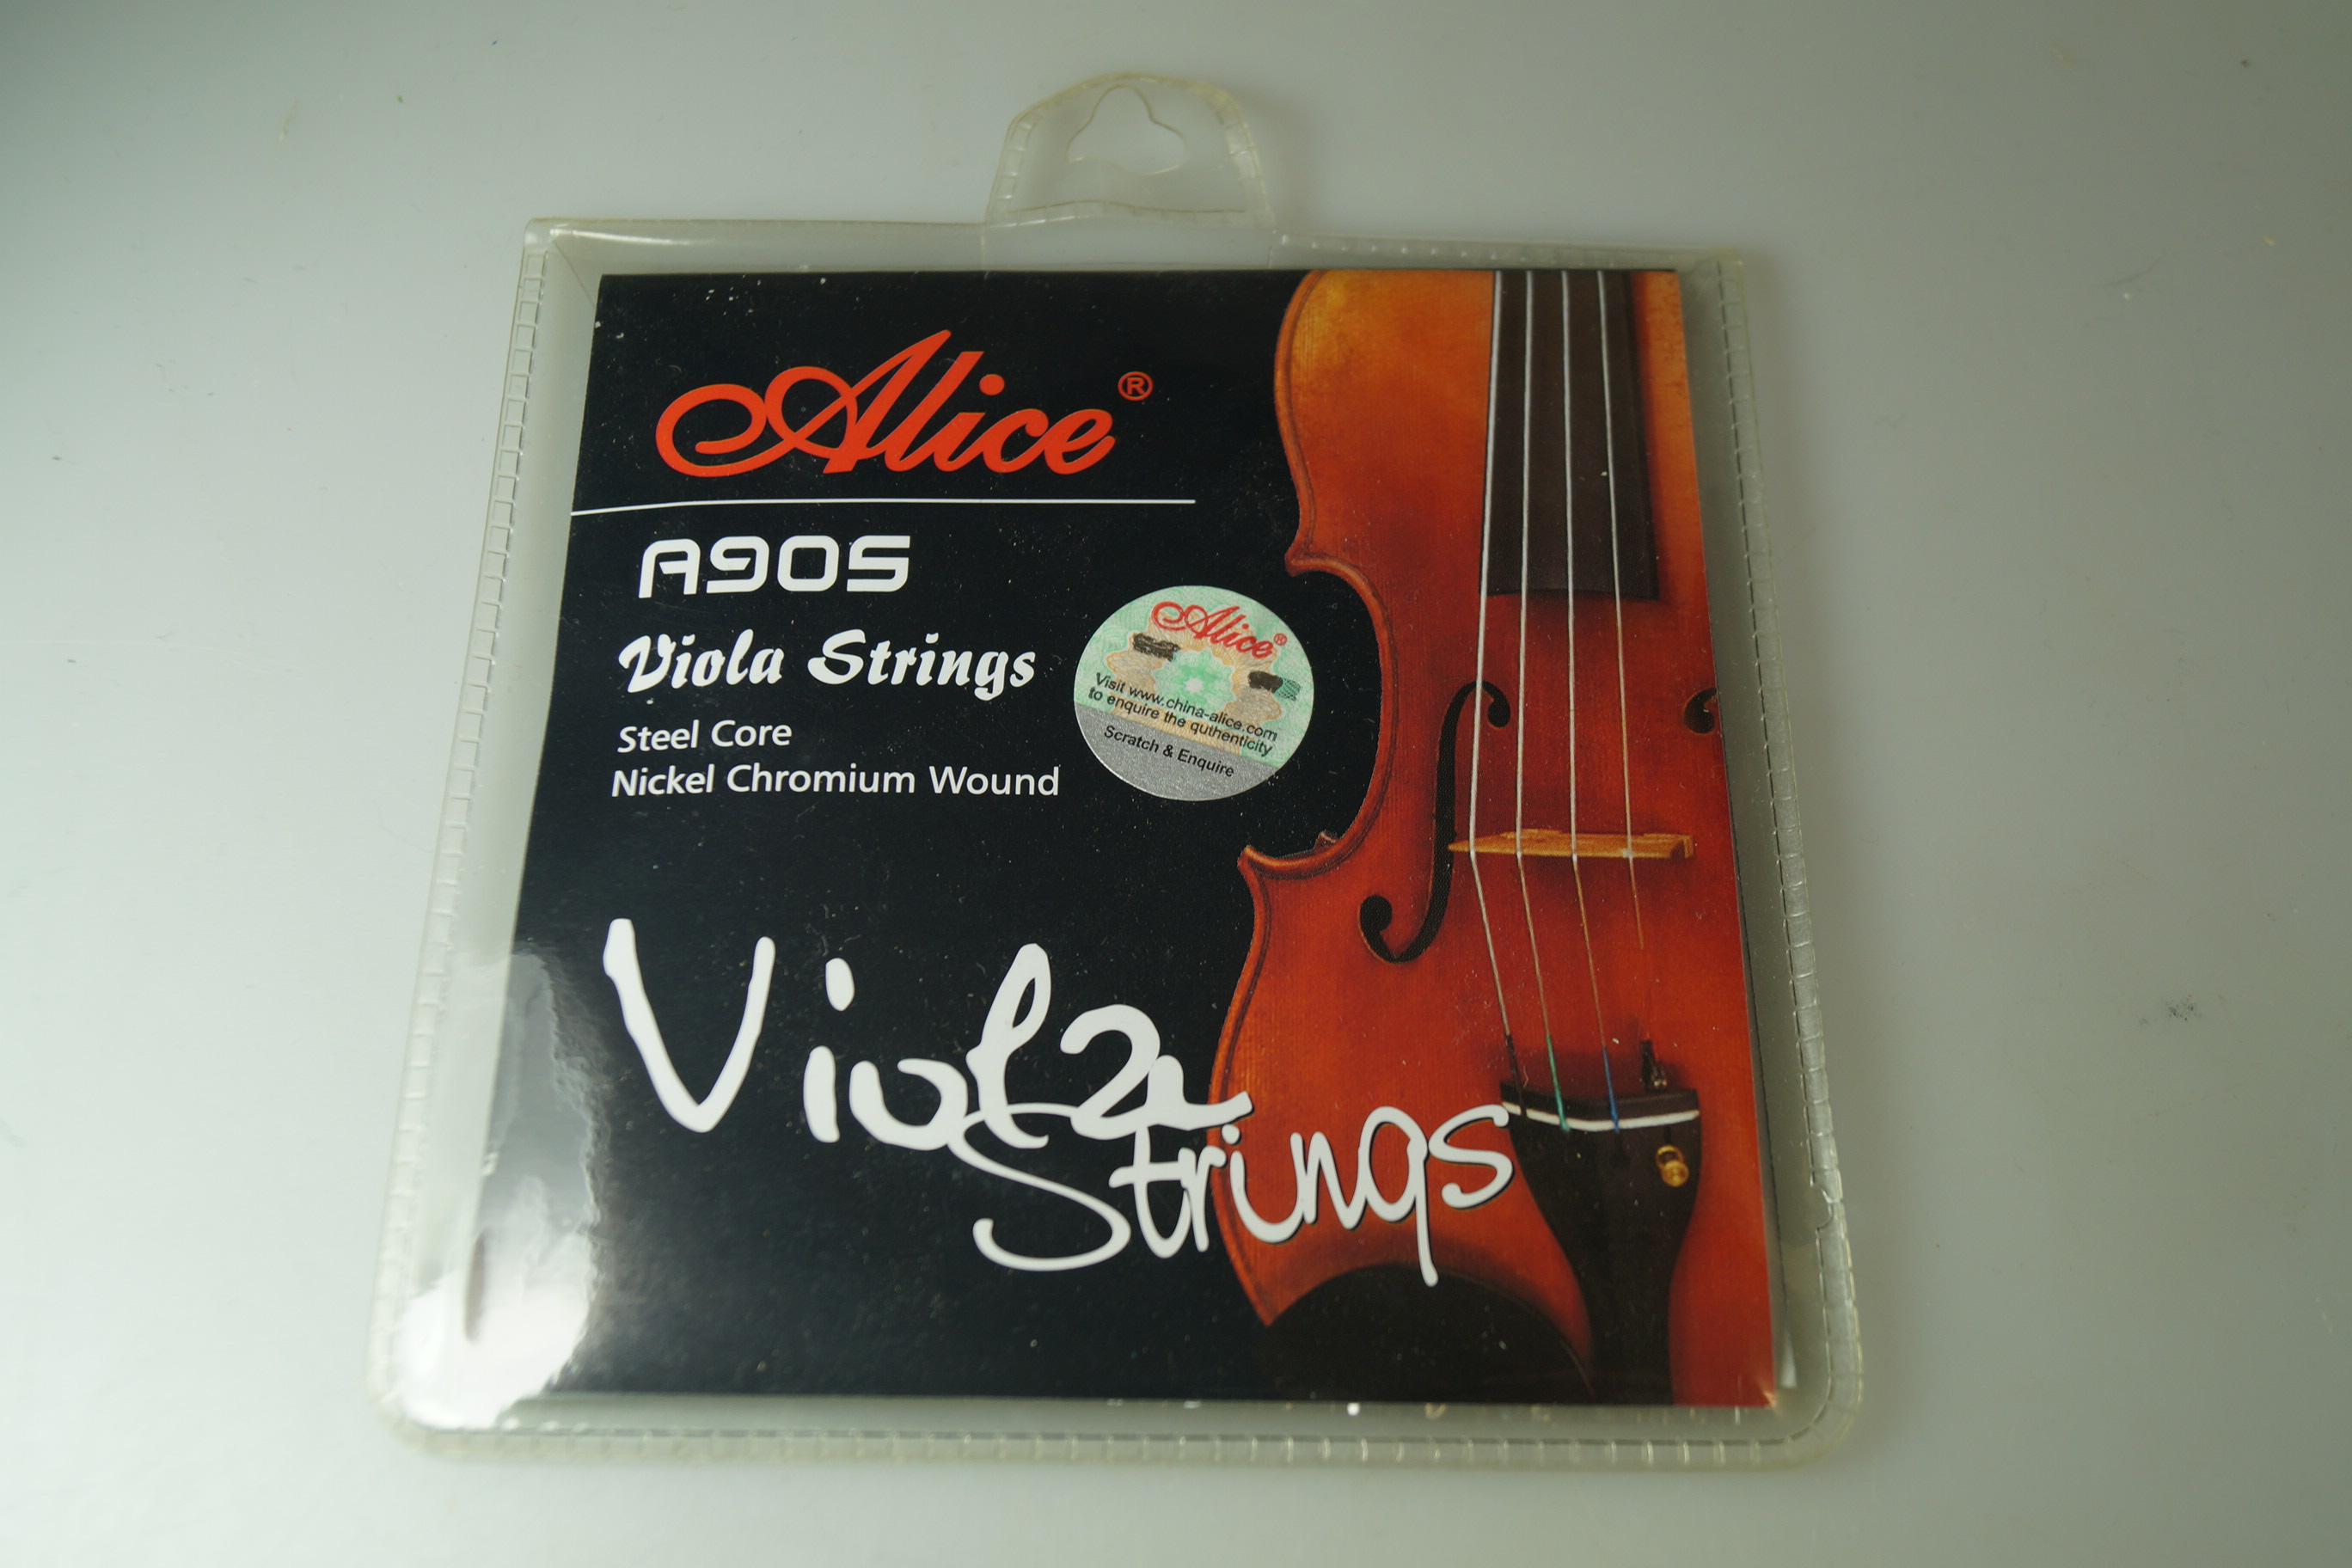 Alice®
A905
Viola Strings
Steel Core
Nickel Chromium Wound
Alice®
Visit www.china-alice.com
to enquire the quthenticity
Scratch & Enquire
Viola
Strings